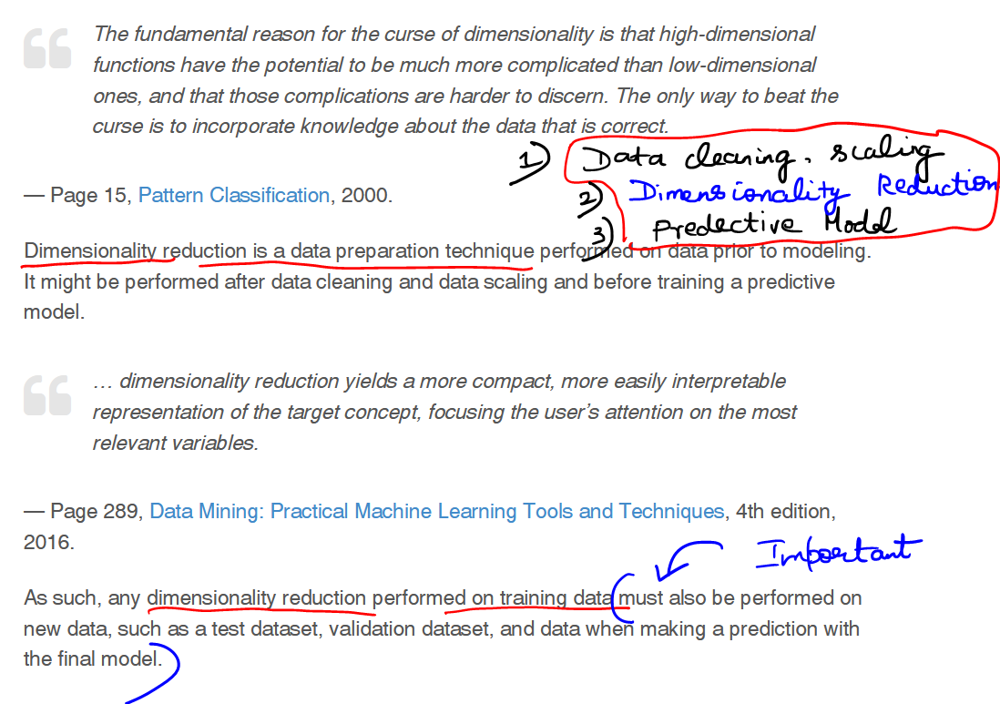 The fundamental reason for the curse of dimensionality is that high-dimensional
functions have the potential to be much more complicated than low-dimensional
ones, and that those complications are harder to discern. The only way to beat the
curse is to incorporate knowledge about the data that is correct.
1) Data cleaning, scaling
— Page 15, Pattern Classification, 2000.
2) Dimensionality Reduction
3) Predective Model
Dimensionality reduction is a data preparation technique performed on data prior to modeling.
It might be performed after data cleaning and data scaling and before training a predictive
model.
… dimensionality reduction yields a more compact, more easily interpretable
representation of the target concept, focusing the user's attention on the most
relevant variables.
— Page 289, Data Mining: Practical Machine Learning Tools and Techniques, 4th edition,
2016.
Important
As such, any dimensionality reduction performed on training data must also be performed on
new data, such as a test dataset, validation dataset, and data when making a prediction with
the final model.